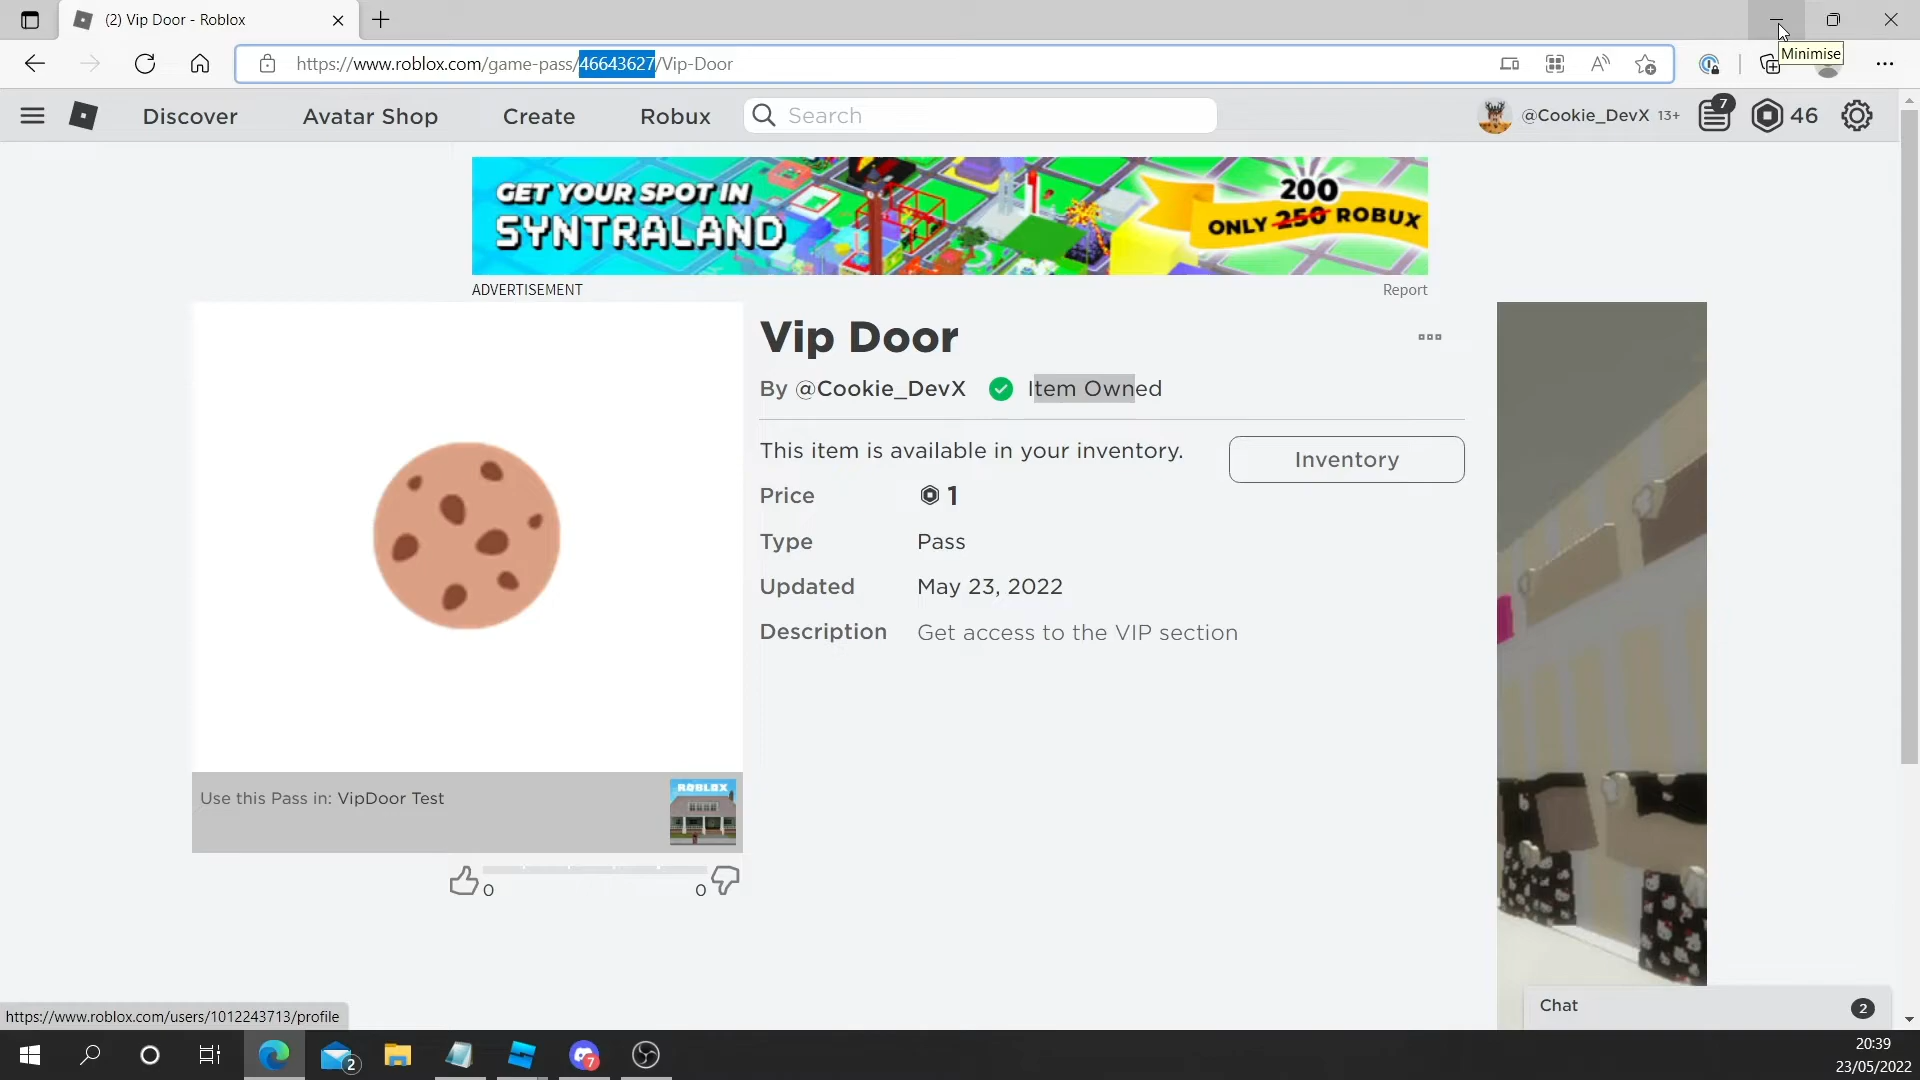 (2) Vip Door - Roblox
Minimise
https://www.roblox.com/game-pass/46643627/Vip-Door
Discover
Avatar Shop
Create
Robux
Search
@Cookie_DevX 13+
7
46
GET YOUR SPOT IN
SYNTRALAND
200
ONLY 250 ROBUX
ADVERTISEMENT
Report
Vip Door
By @Cookie_DevX
Item Owned
This item is available in your inventory.
Inventory
Price 1
Type Pass
Updated May 23, 2022
Description Get access to the VIP section
Use this Pass in: VipDoor Test
ROBLOX
0
0
Chat
2
https://www.roblox.com/users/1012243713/profile
2
7
20:39
23/05/2022